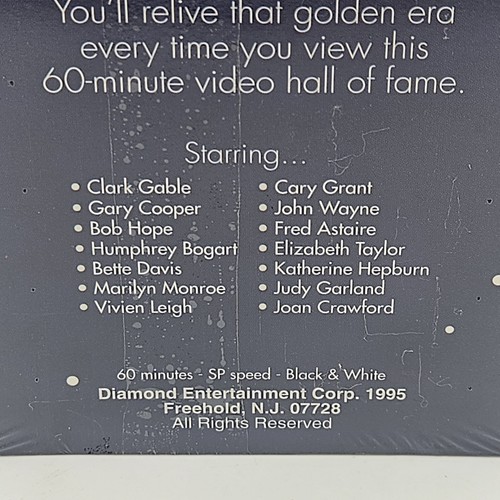 You'll relive that golden era
every time you view this
60-minute video hall of fame.
Starring...
• Clark Gable
• Gary Cooper
• Bob Hope
• Humphrey Bogart
• Bette Davis
• Marilyn Monroe
• Vivien Leigh
• Cary Grant
• John Wayne
• Fred Astaire
• Elizabeth Taylor
• Katherine Hepburn
• Judy Garland
• Joan Crawford
60 minutes - SP speed - Black & White
Diamond Entertainment Corp. 1995
Freehold, N.J. 07728
All Rights Reserved